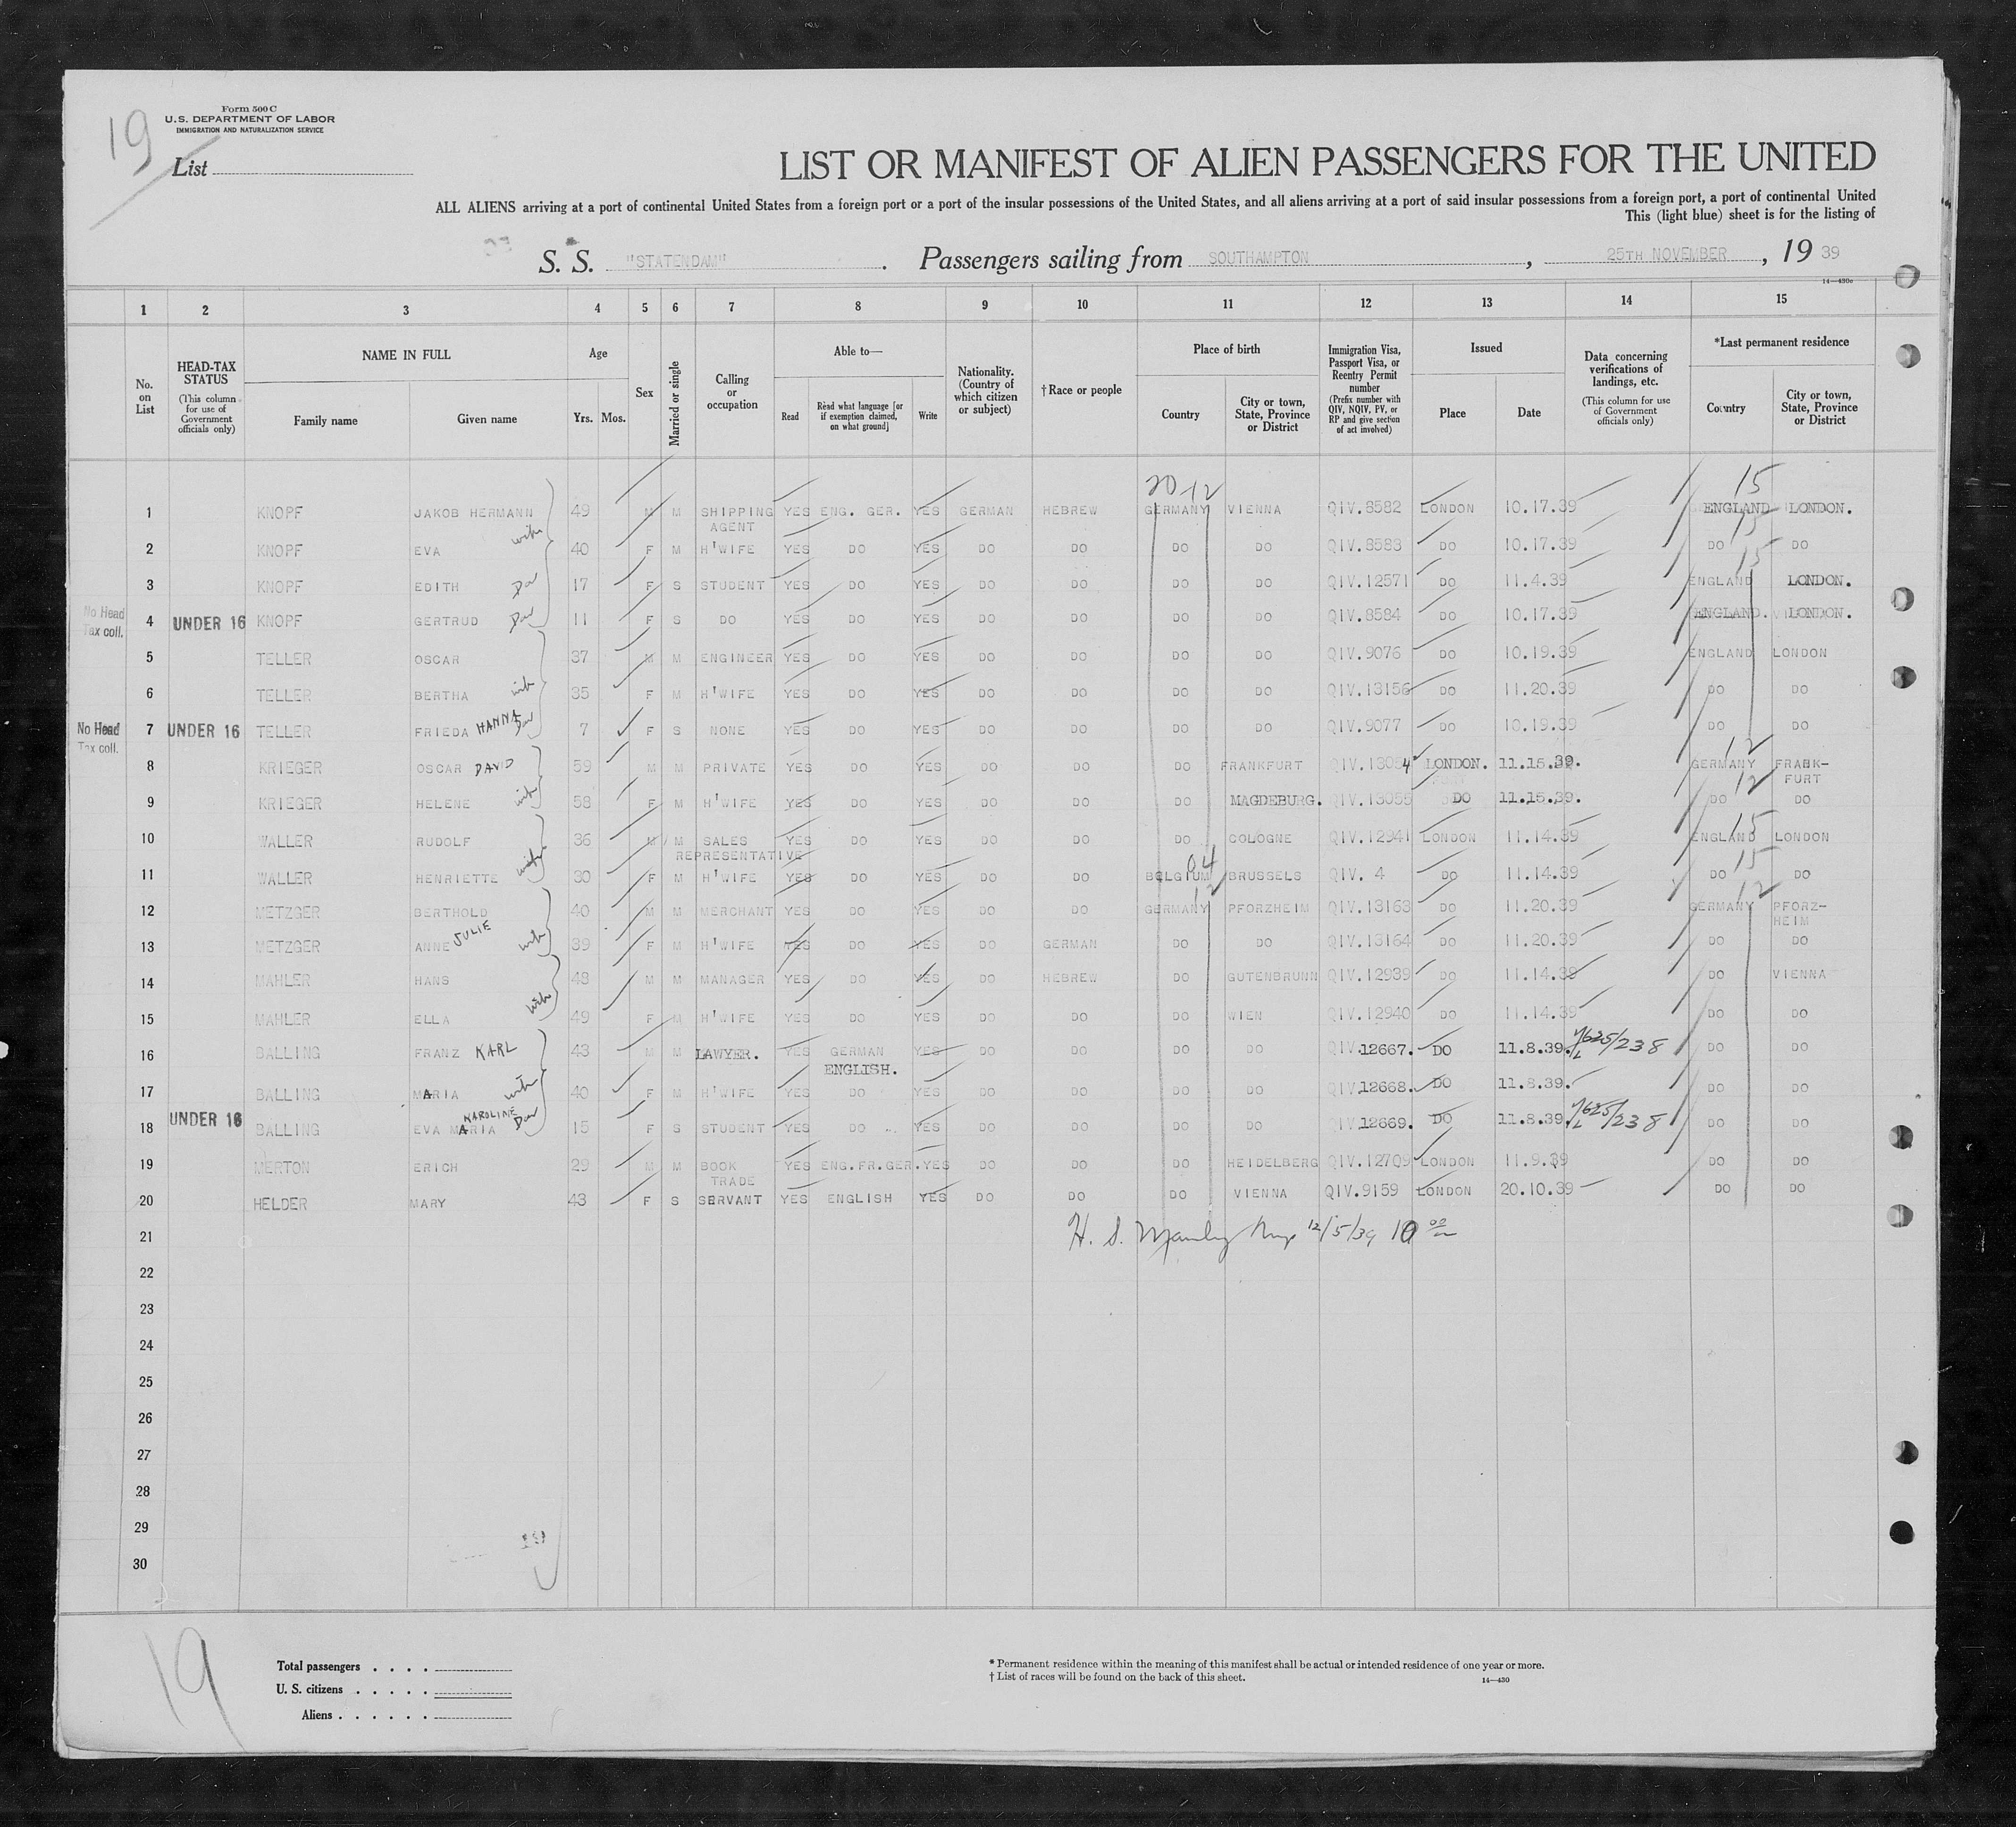 19
Form 500 C
U.S. DEPARTMENT OF LABOR
IMMIGRATION AND NATURALIZATION SERVICE
List
LIST OR MANIFEST OF ALIEN PASSENGERS FOR THE UNITED
ALL ALIENS arriving at a port of continental United States from a foreign port or a port of the insular possessions of the United States, and all aliens arriving at a port of said insular possessions from a foreign port, a port of continental United
This (light blue) sheet is for the listing of
S. S. "STATENDAM". Passengers sailing from SOUTHAMPTON, 25TH NOVEMBER, 19 39
14—430c
1 2 3 4 5 6 7 8 9 10 11 12 13 14 15
No. on List
HEAD-TAX STATUS (This column for use of Government officials only)
NAME IN FULL Family name Given name
Age Yrs. Mos.
Sex
Married or single
Calling or occupation
Able to— Read Read what language [or if exemption claimed, on what ground] Write
Nationality. (Country of which citizen or subject)
†Race or people
Place of birth Country City or town, State, Province or District
Immigration Visa, Passport Visa, or Reentry Permit number (Prefix number with QIV, NQIV, PV, or RP and give section of act involved)
Issued Place Date
Data concerning verifications of landings, etc. (This column for use of Government officials only)
*Last permanent residence Country City or town, State, Province or District
20 12 15
1 KNOPF JAKOB HERMANN 49 M M SHIPPING AGENT YES ENG. GER. YES GERMAN HEBREW GERMANY VIENNA QIV.8582 LONDON 10.17.39 ENGLAND LONDON.
15
2 KNOPF EVA wife 40 F M H'WIFE YES DO YES DO DO DO DO QIV.8583 DO 10.17.39 DO DO
15
3 KNOPF EDITH Dau 17 F S STUDENT YES DO YES DO DO DO DO QIV.12571 DO 11.4.39 ENGLAND LONDON.
No Head Tax coll. 4 UNDER 16 KNOPF GERTRUD Dau 11 F S DO YES DO YES DO DO DO DO QIV.8584 DO 10.17.39 ENGLAND. LONDON.
5 TELLER OSCAR 37 M M ENGINEER YES DO YES DO DO DO DO QIV.9076 DO 10.19.39 ENGLAND LONDON
6 TELLER BERTHA wife 35 F M H'WIFE YES DO YES DO DO DO DO QIV.13156 DO 11.20.39 DO DO
No Head Tax coll. 7 UNDER 16 TELLER FRIEDA HANNA Dau 7 F S NONE YES DO YES DO DO DO DO QIV.9077 DO 10.19.39 DO DO
12
8 KRIEGER OSCAR DAVID 59 M M PRIVATE YES DO YES DO DO DO FRANKFURT QIV.13054 LONDON. 11.15.39. GERMANY FRANK-FURT
12
9 KRIEGER HELENE wife 58 F M H'WIFE YES DO YES DO DO DO MAGDEBURG. QIV.13055 DO 11.15.39. DO DO
15
10 WALLER RUDOLF 36 M M SALES REPRESENTATIVE YES DO YES DO DO DO COLOGNE QIV.12941 LONDON 11.14.39 ENGLAND LONDON
04 15
11 WALLER HENRIETTE wife 30 F M H'WIFE YES DO YES DO DO BELGIUM BRUSSELS QIV. 4 DO 11.14.39 DO DO
12 12
12 METZGER BERTHOLD 40 M M MERCHANT YES DO YES DO DO GERMANY PFORZHEIM QIV.13163 DO 11.20.39 GERMANY PFORZ-HEIM
13 METZGER ANNE JULIE wife 39 F M H'WIFE YES DO YES DO GERMAN DO DO QIV.13164 DO 11.20.39 DO DO
14 MAHLER HANS 48 M M MANAGER YES DO YES DO HEBREW DO GUTENBRUNN QIV.12939 DO 11.14.39 DO VIENNA
15 MAHLER ELLA wife 49 F M H'WIFE YES DO YES DO DO DO WIEN QIV.12940 DO 11.14.39 DO DO
16 BALLING FRANZ KARL 43 M M LAWYER. YES GERMAN ENGLISH. YES DO DO DO DO QIV.12667. DO 11.8.39. 7625/238 DO DO
17 BALLING MARIA wife 40 F M H'WIFE YES DO YES DO DO DO DO QIV.12668. DO 11.8.39. DO DO
18 UNDER 16 BALLING EVA MARIA KAROLINE Dau 15 F S STUDENT YES DO YES DO DO DO DO QIV.12669. DO 11.8.39. 7625/238 DO DO
19 MERTON ERICH 29 M M BOOK TRADE YES ENG.FR.GER. YES DO DO DO HEIDELBERG QIV.12709 LONDON 11.9.39 DO DO
20 HELDER MARY 43 F S SERVANT YES ENGLISH YES DO DO DO VIENNA QIV.9159 LONDON 20.10.39 DO DO
21 H. S. 12/5/39 10 00
22
23
24
25
26
27
28
29
30
19
Total passengers
U. S. citizens
Aliens
* Permanent residence within the meaning of this manifest shall be actual or intended residence of one year or more.
† List of races will be found on the back of this sheet.
14—430